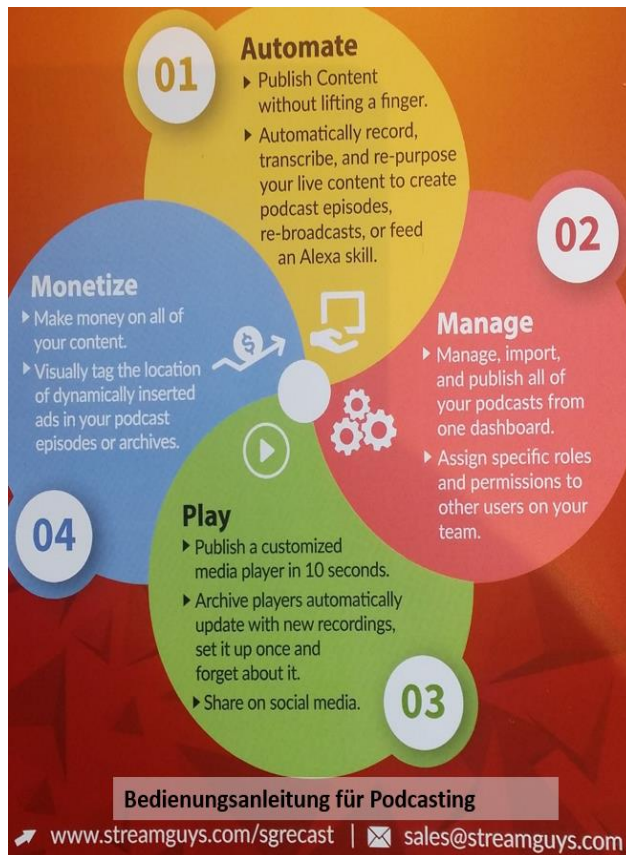 01
Automate
Publish Content
without lifting a finger.
Automatically record,
transcribe, and re-purpose
your live content to create
podcast episodes,
re-broadcasts, or feed
an Alexa skill.
02
Manage
Manage, import,
and publish all of
your podcasts from
one dashboard.
Assign specific roles
and permissions to
other users on your
team.
Play
Publish a customized
media player in 10 seconds.
Archive players automatically
update with new recordings,
set it up once and
forget about it.
Share on social media.
03
Monetize
Make money on all of
your content.
Visually tag the location
of dynamically inserted
ads in your podcast
episodes or archives.
$
04
Bedienungsanleitung für Podcasting
www.streamguys.com/sgrecast | sales@streamguys.com